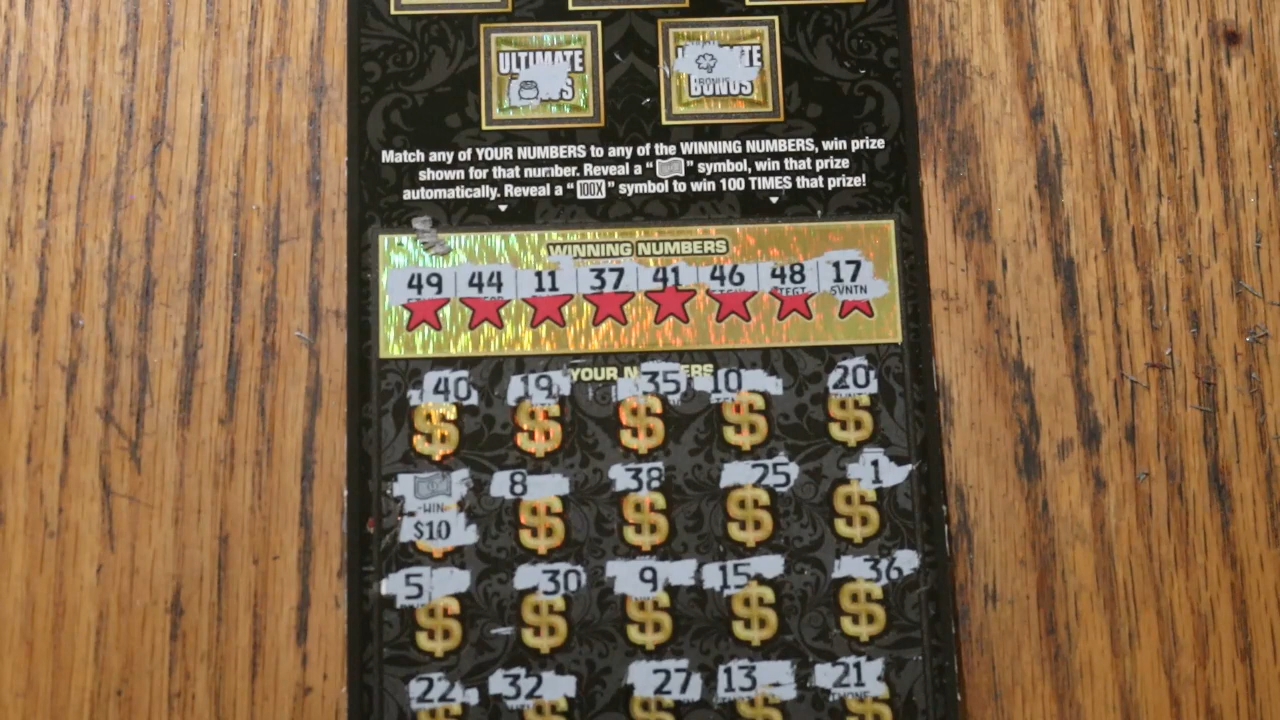 ULTIMATE
BONUS
Match any of YOUR NUMBERS to any of the WINNING NUMBERS, win prize
shown for that number. Reveal a " " symbol, win that prize
automatically. Reveal a "100X" symbol to win 100 TIMES that prize!
WINNING NUMBERS
49 44 11 37 41 46 48 17
SVNTN
YOUR
40 19 35 10 20
8 38 25 1
-WIN-
$10
5 30 9 15 36
22 32 27 13 21